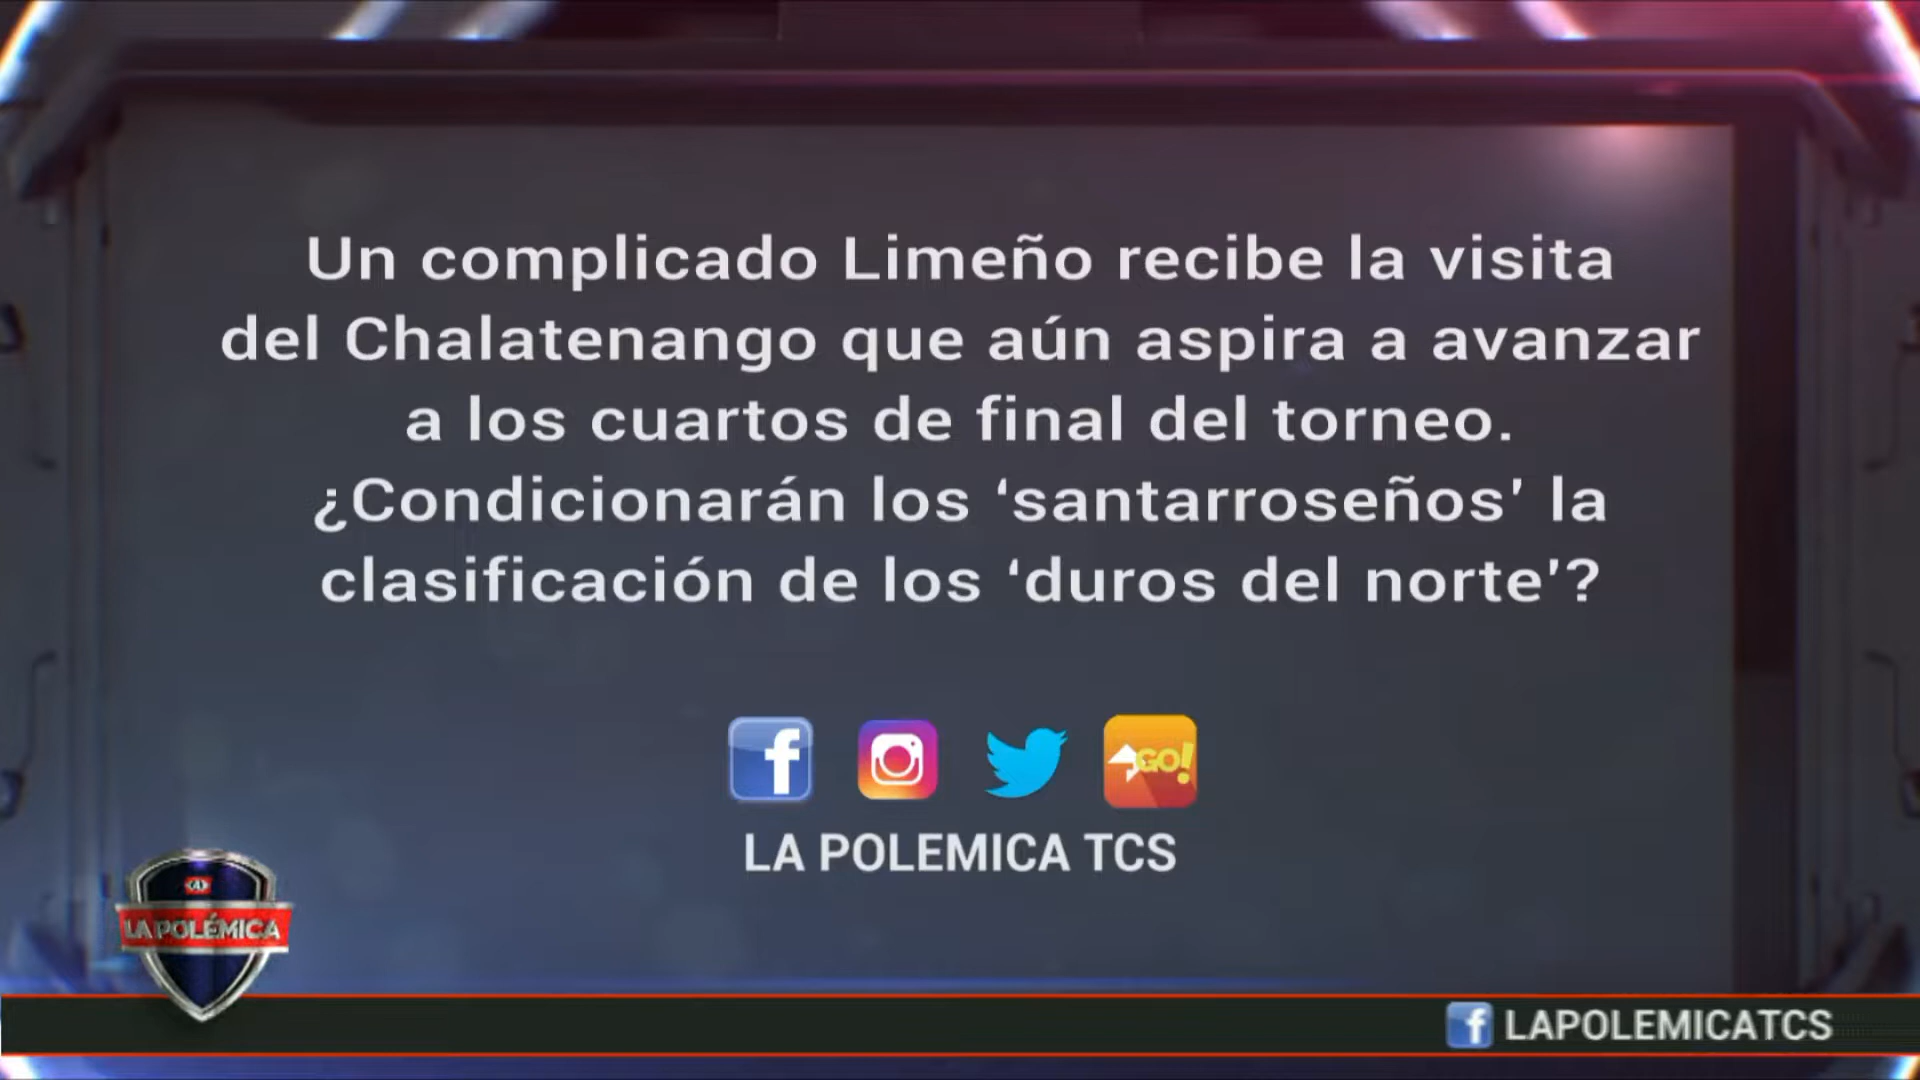 Un complicado Limeño recibe la visita
del Chalatenango que aún aspira a avanzar
a los cuartos de final del torneo.
¿Condicionarán los ‘santarroseños’ la
clasificación de los ‘duros del norte’?
GO!
LA POLEMICA TCS
4
LA POLÉMICA
LAPOLEMICATCS